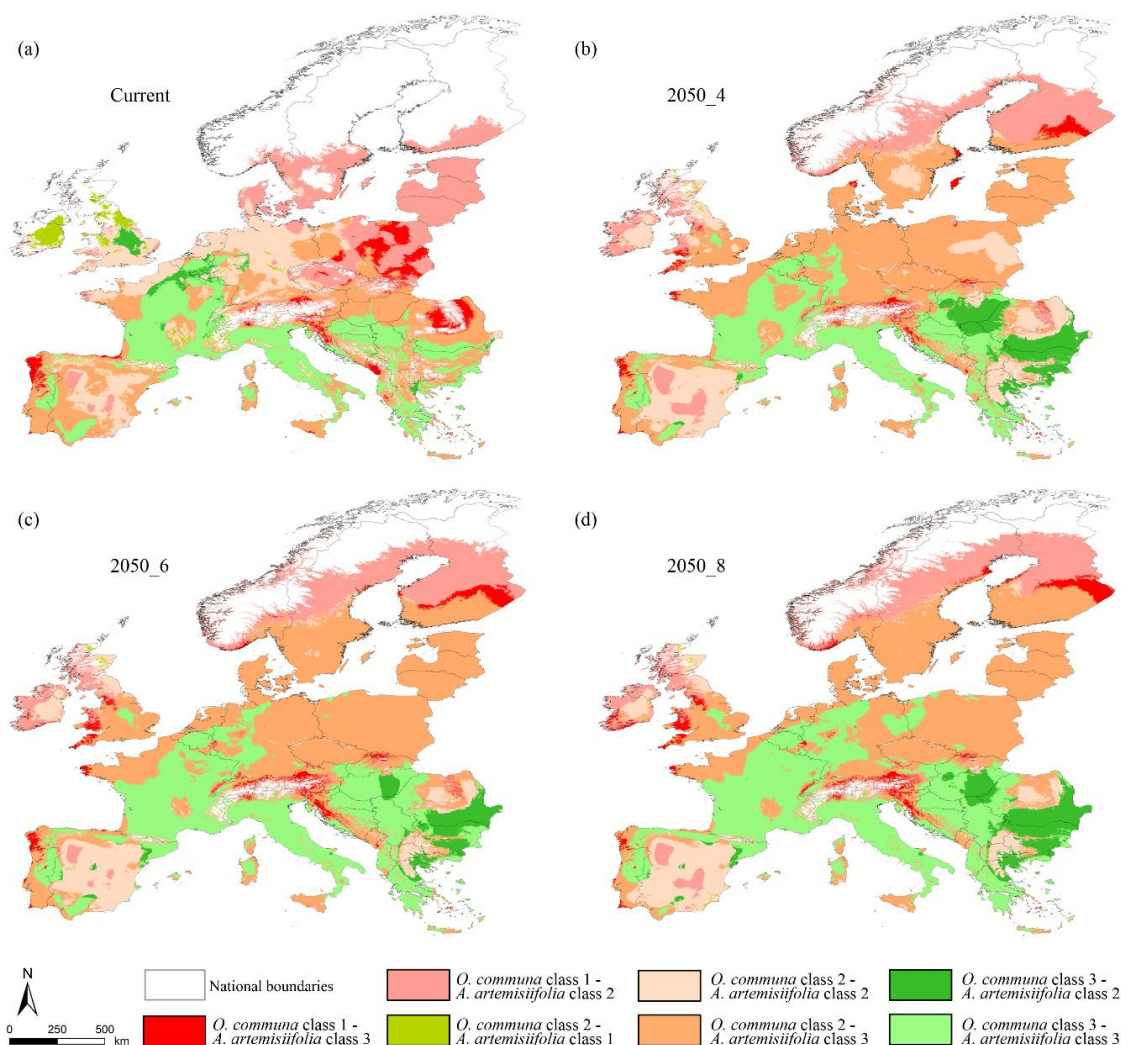 (a)
Current
(b)
2050_4
(c)
2050_6
(d)
2050_8
N
0 250 500
km
National boundaries
O. communa class 1 -
A. artemisiifolia class 3
O. communa class 1 -
A. artemisiifolia class 2
O. communa class 2 -
A. artemisiifolia class 1
O. communa class 2 -
A. artemisiifolia class 2
O. communa class 2 -
A. artemisiifolia class 3
O. communa class 3 -
A. artemisiifolia class 2
O. communa class 3 -
A. artemisiifolia class 3